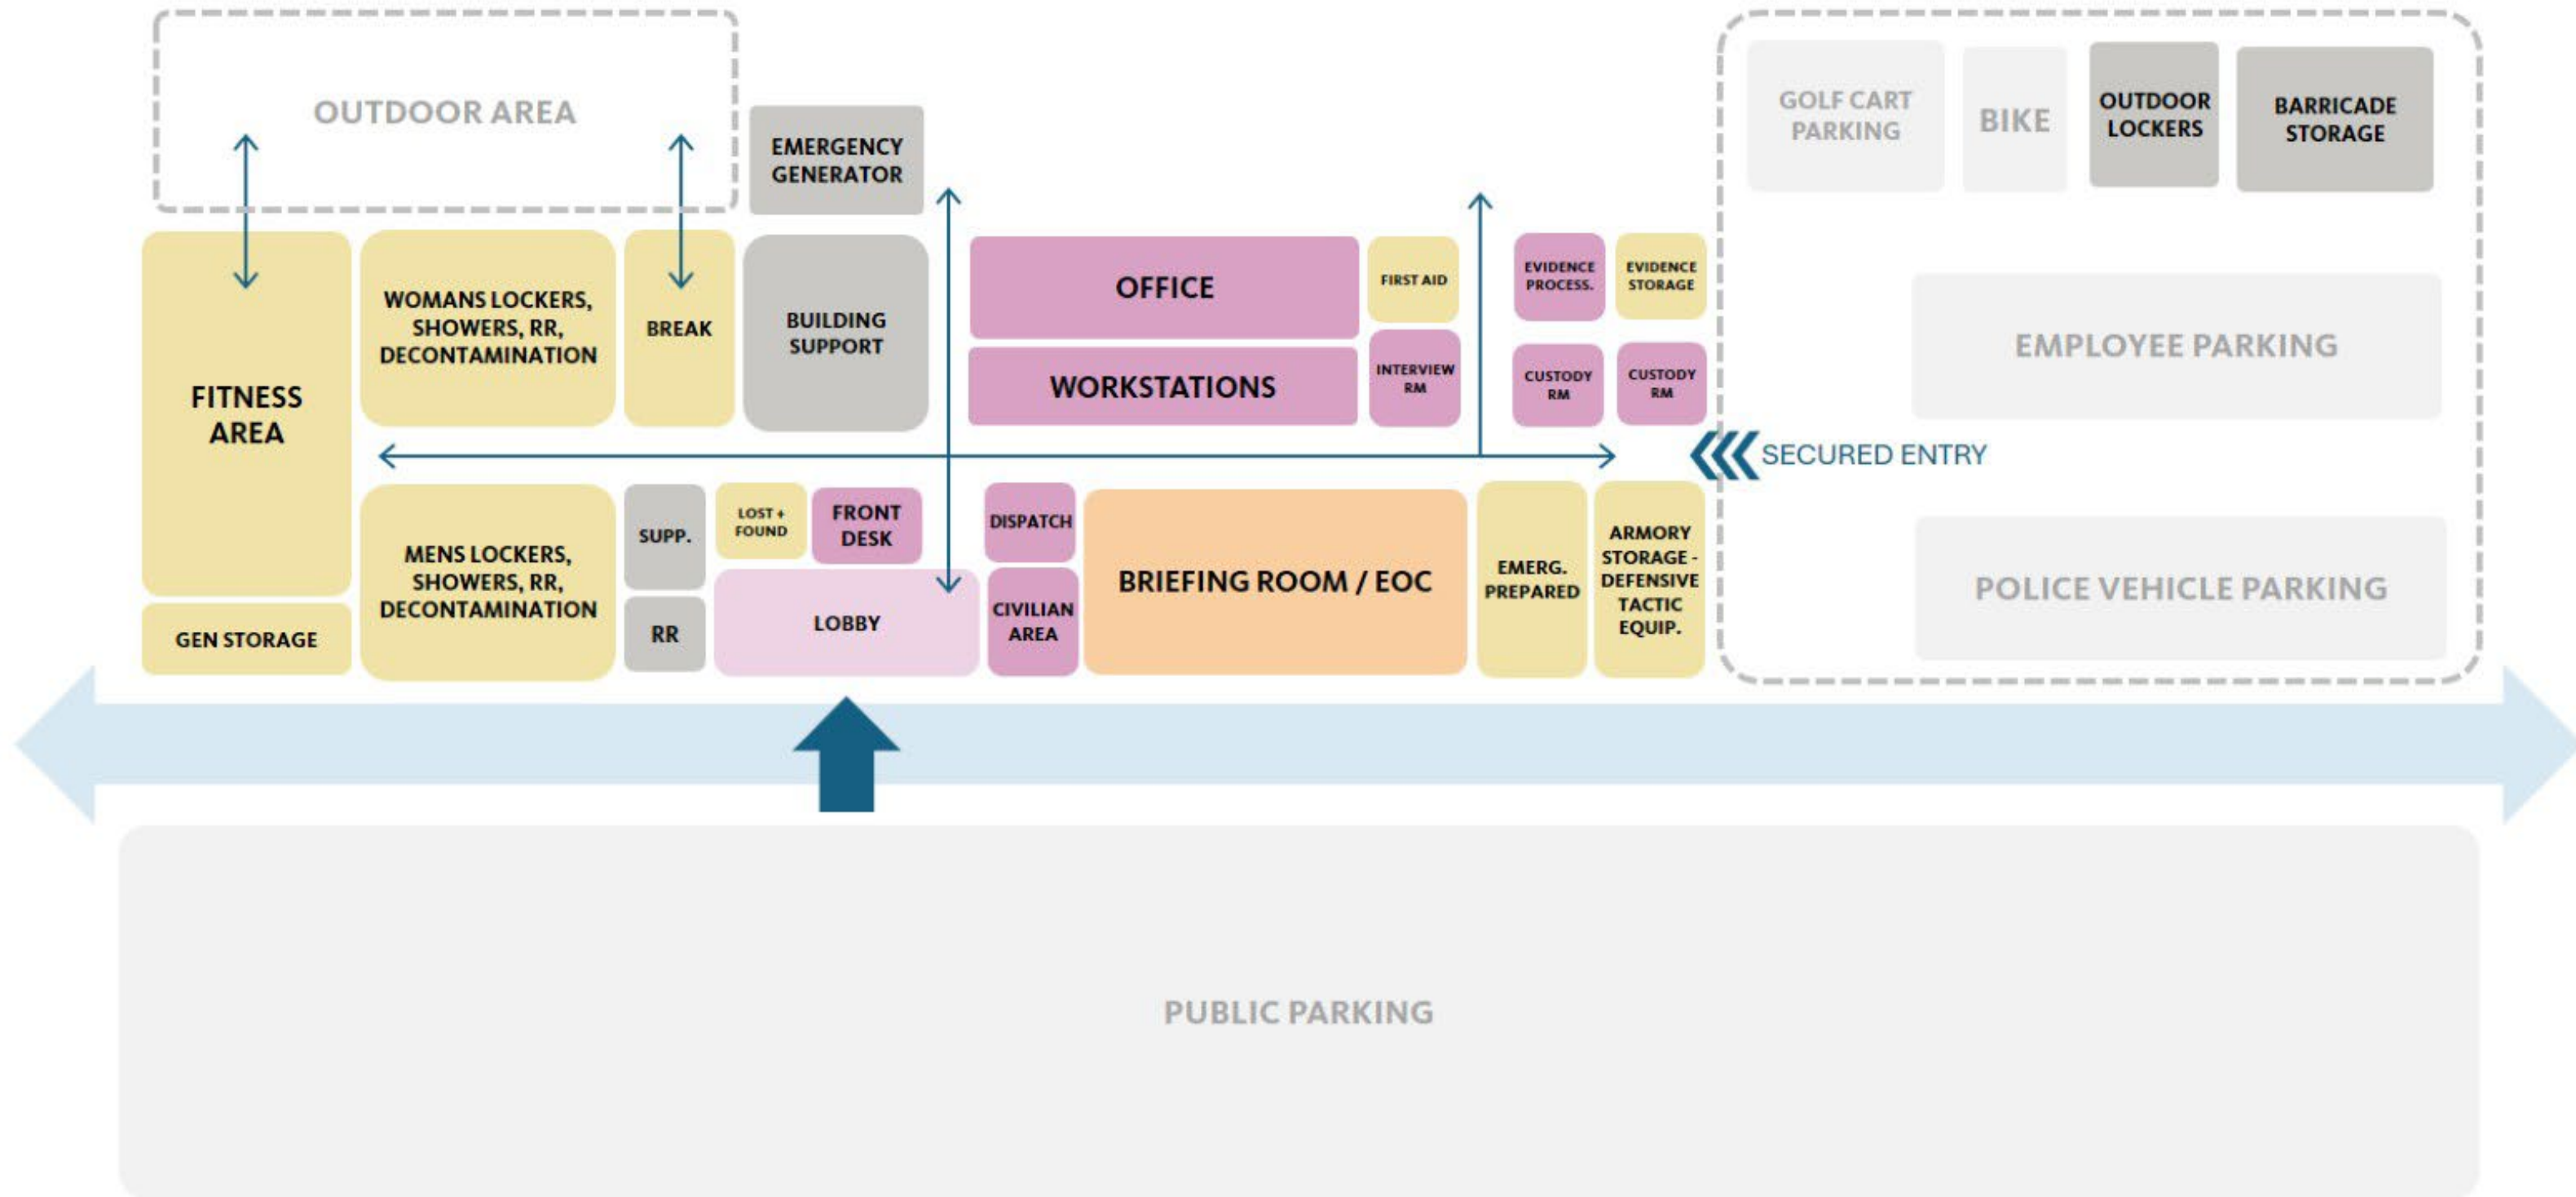 OUTDOOR AREA
GOLF CART
PARKING
BIKE
OUTDOOR
LOCKERS
BARRICADE
STORAGE
EMERGENCY
GENERATOR
FITNESS
AREA
WOMANS LOCKERS,
SHOWERS, RR,
DECONTAMINATION
BREAK
BUILDING
SUPPORT
OFFICE
WORKSTATIONS
FIRST AID
INTERVIEW
RM
EVIDENCE
PROCESS.
EVIDENCE
STORAGE
CUSTODY
RM
CUSTODY
RM
EMPLOYEE PARKING
SECURED ENTRY
GEN STORAGE
MENS LOCKERS,
SHOWERS, RR,
DECONTAMINATION
SUPP.
RR
LOST +
FOUND
FRONT
DESK
LOBBY
DISPATCH
CIVILIAN
AREA
BRIEFING ROOM / EOC
EMERG.
PREPARED
ARMORY
STORAGE -
DEFENSIVE
TACTIC
EQUIP.
POLICE VEHICLE PARKING
PUBLIC PARKING